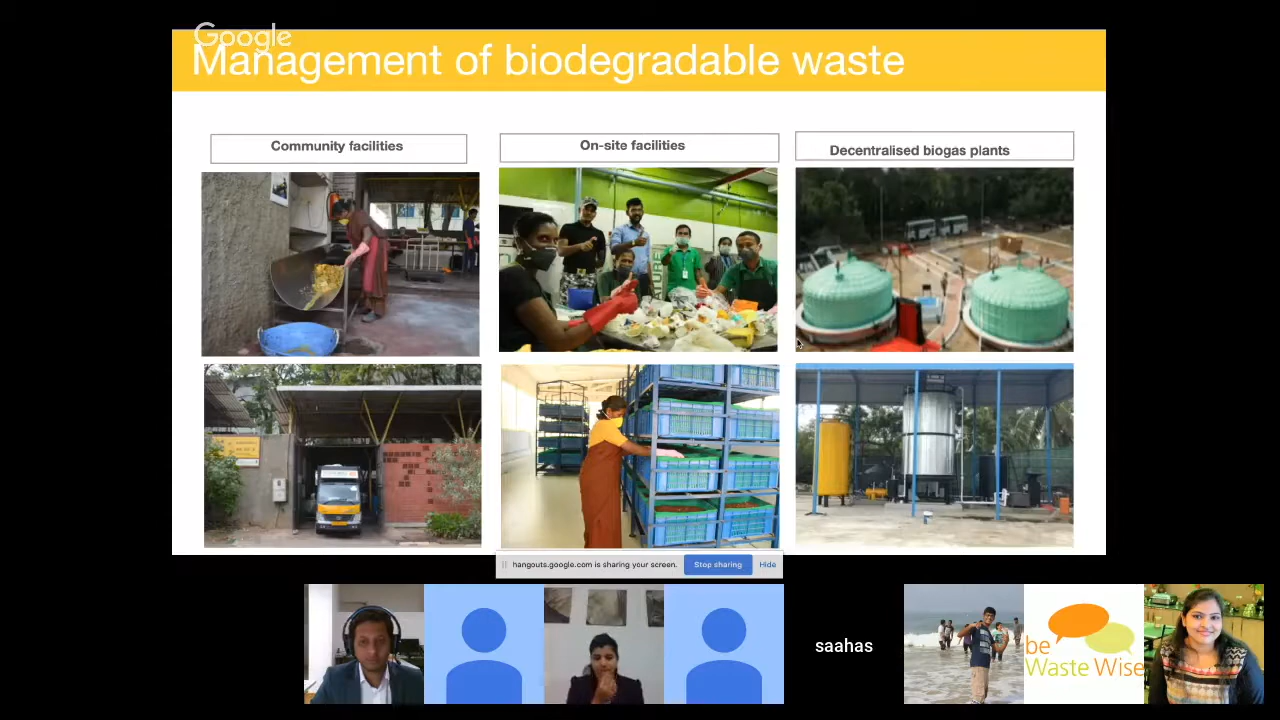 Google
Management of biodegradable waste
Community facilities
On-site facilities
Decentralised biogas plants
hangouts.google.com is sharing your screen.
Stop sharing
Hide
saahas
be
Waste Wise